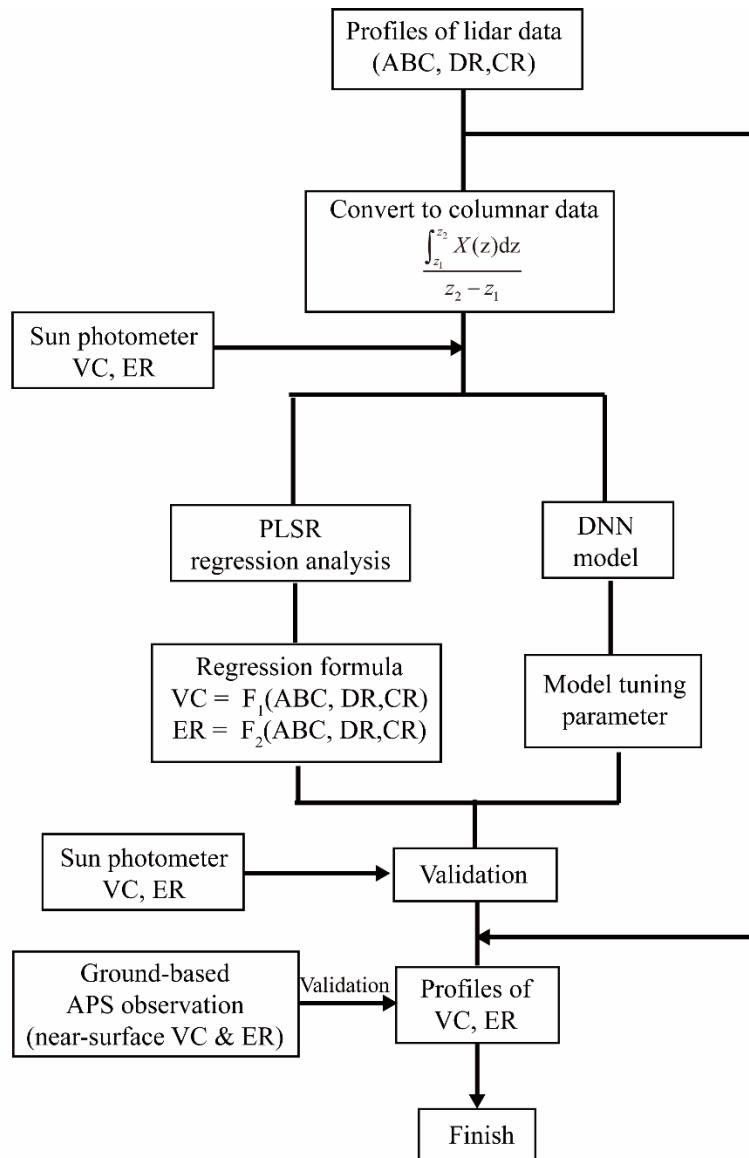 Profiles of lidar data
(ABC, DR,CR)
Convert to columnar data
∫_{z₁}^{z₂} X(z)dz
z₂ − z₁
Sun photometer
VC, ER
PLSR
regression analysis
DNN
model
Regression formula
VC = F₁(ABC, DR,CR)
ER = F₂(ABC, DR,CR)
Model tuning
parameter
Sun photometer
VC, ER
Validation
Ground-based
APS observation
(near-surface VC & ER)
Validation
Profiles of
VC, ER
Finish